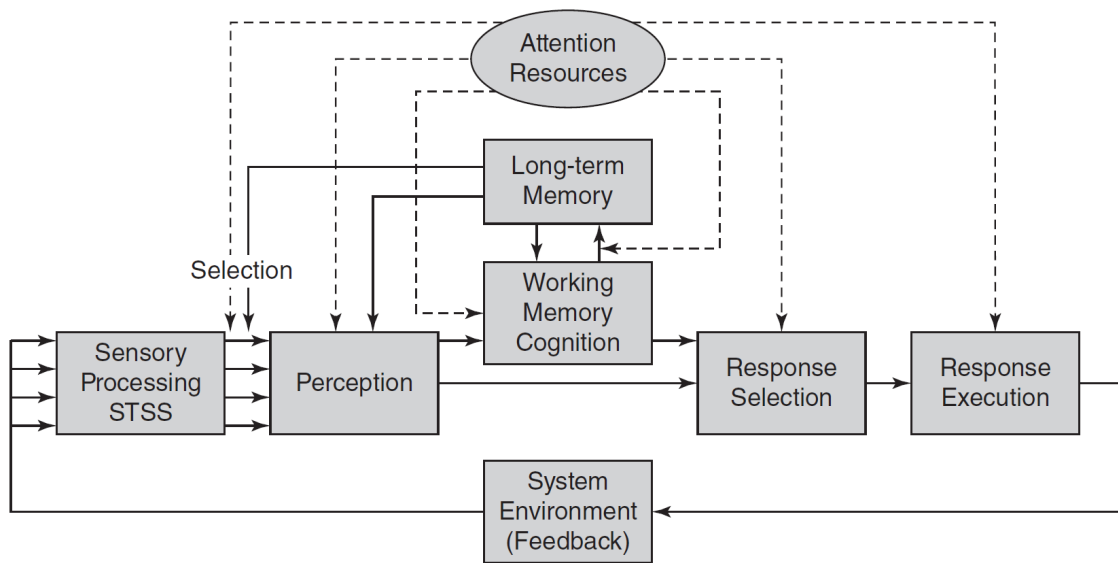 Attention
Resources
Long-term
Memory
Selection
Working
Memory
Cognition
Sensory
Processing
STSS
Perception
Response
Selection
Response
Execution
System
Environment
(Feedback)